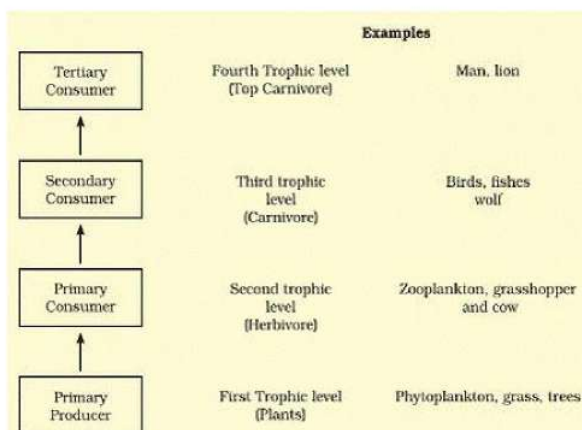 Examples
Tertiary
Consumer
Fourth Trophic level
(Top Carnivore)
Man, lion
Secondary
Consumer
Third trophic
level
(Carnivore)
Birds, fishes
wolf
Primary
Consumer
Second trophic
level
(Herbivore)
Zooplankton, grasshopper
and cow
Primary
Producer
First Trophic level
(Plants)
Phytoplankton, grass, trees